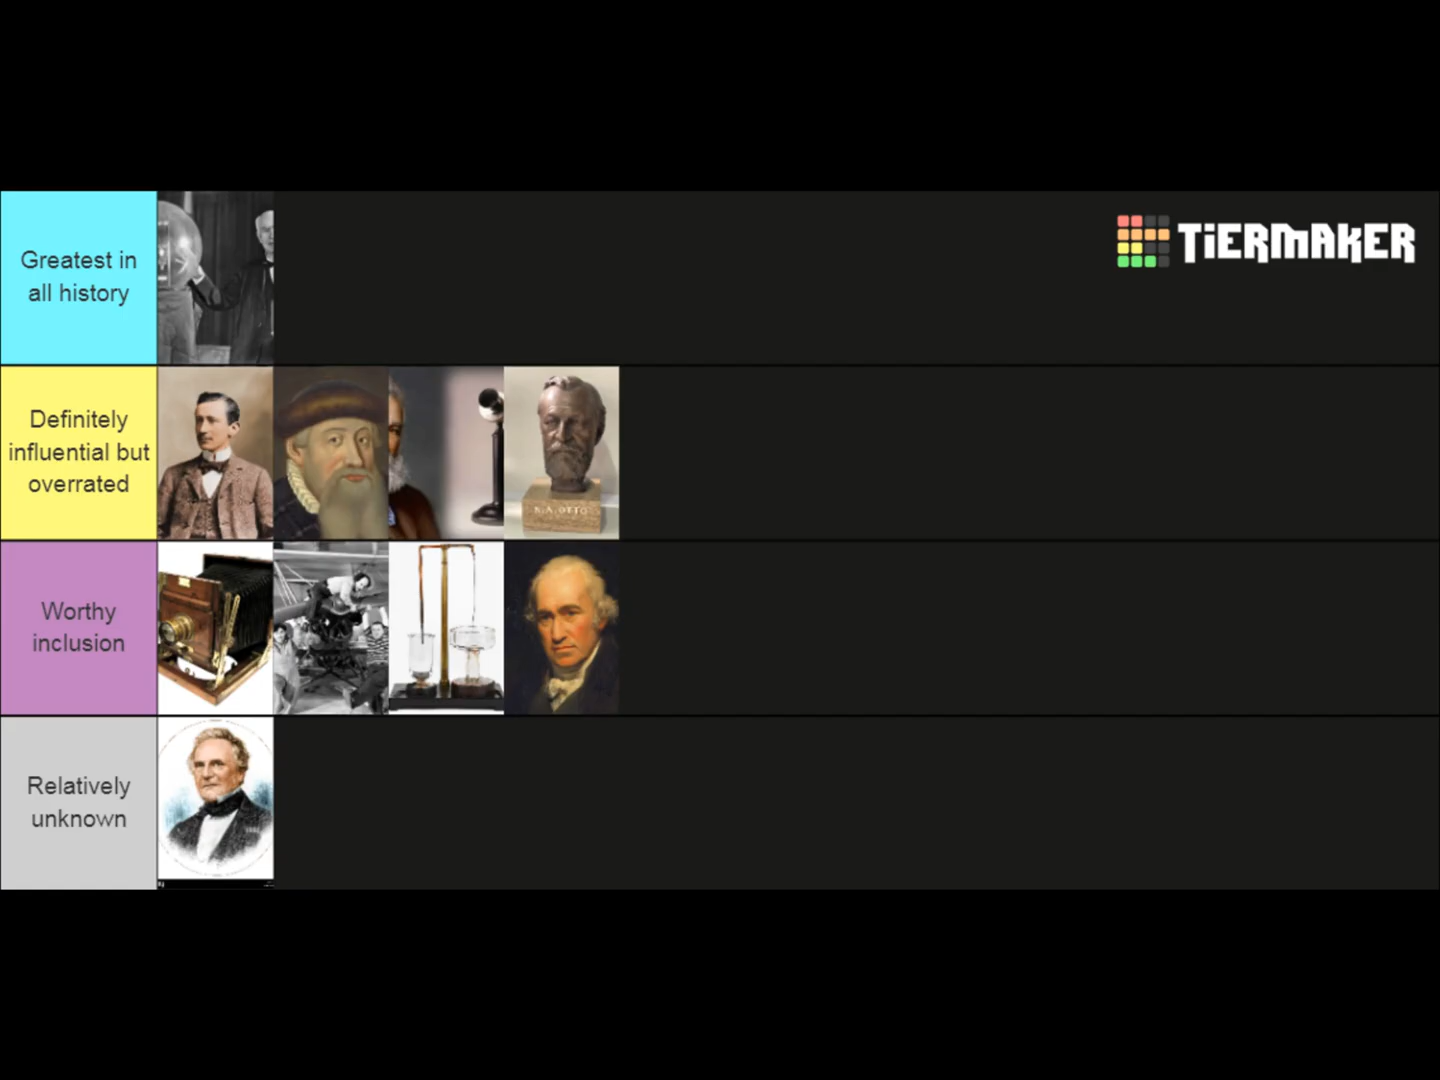 Greatest in
all history
TiERMAKER
Definitely
influential but
overrated
N.A. OTTO
Worthy
inclusion
Relatively
unknown